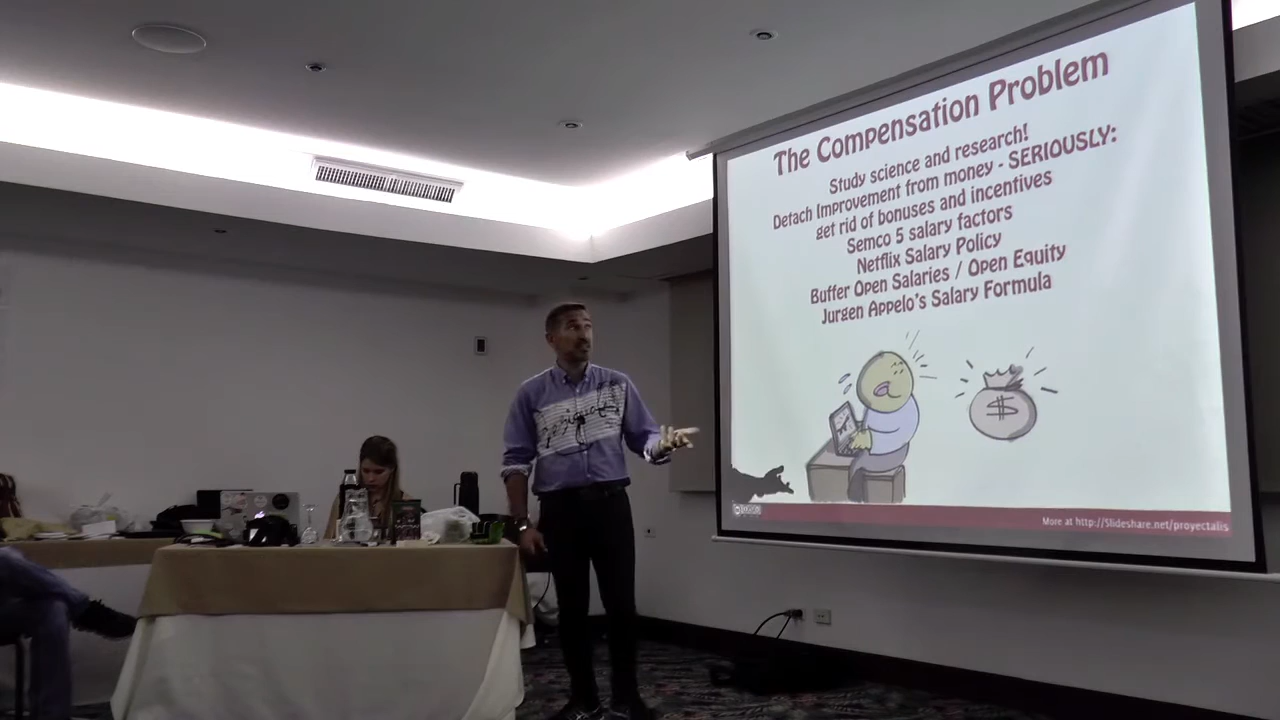 The Compensation Problem
Study science and research!
Detach Improvement from money - SERIOUSLY:
get rid of bonuses and incentives
Semco 5 salary factors
Netflix Salary Policy
Buffer Open Salaries / Open Equity
Jurgen Appelo's Salary Formula
$
More at http://Slideshare.net/proyectalis
Desigual